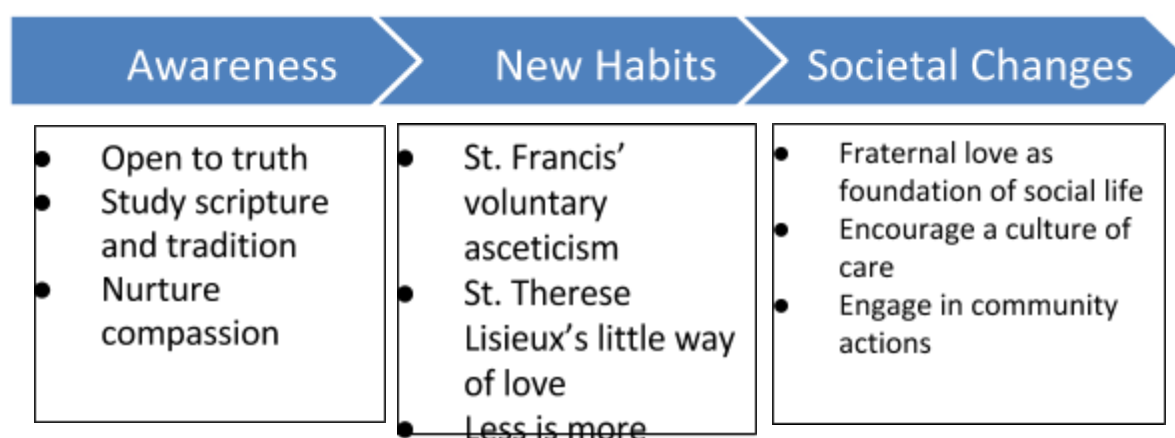 Awareness
New Habits
Societal Changes
● Open to truth
● Study scripture
and tradition
● Nurture
compassion
● St. Francis’
voluntary
asceticism
● St. Therese
Lisieux’s little way
of love
● Less is more
● Fraternal love as
foundation of social life
● Encourage a culture of
care
● Engage in community
actions